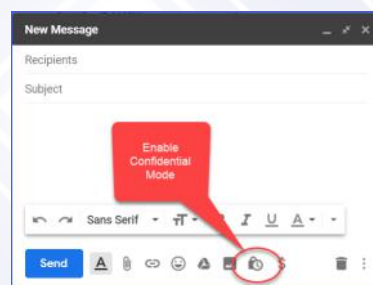 New Message
Recipients
Subject
Enable
Confidential
Mode
Sans Serif T I U A
Send A $